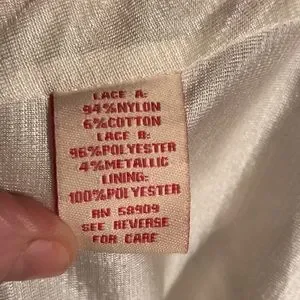 LACE A:
94%NYLON
6%COTTON
LACE B:
96%POLYESTER
4%METALLIC
LINING:
100%POLYESTER
RN 58909
SEE REVERSE
FOR CARE